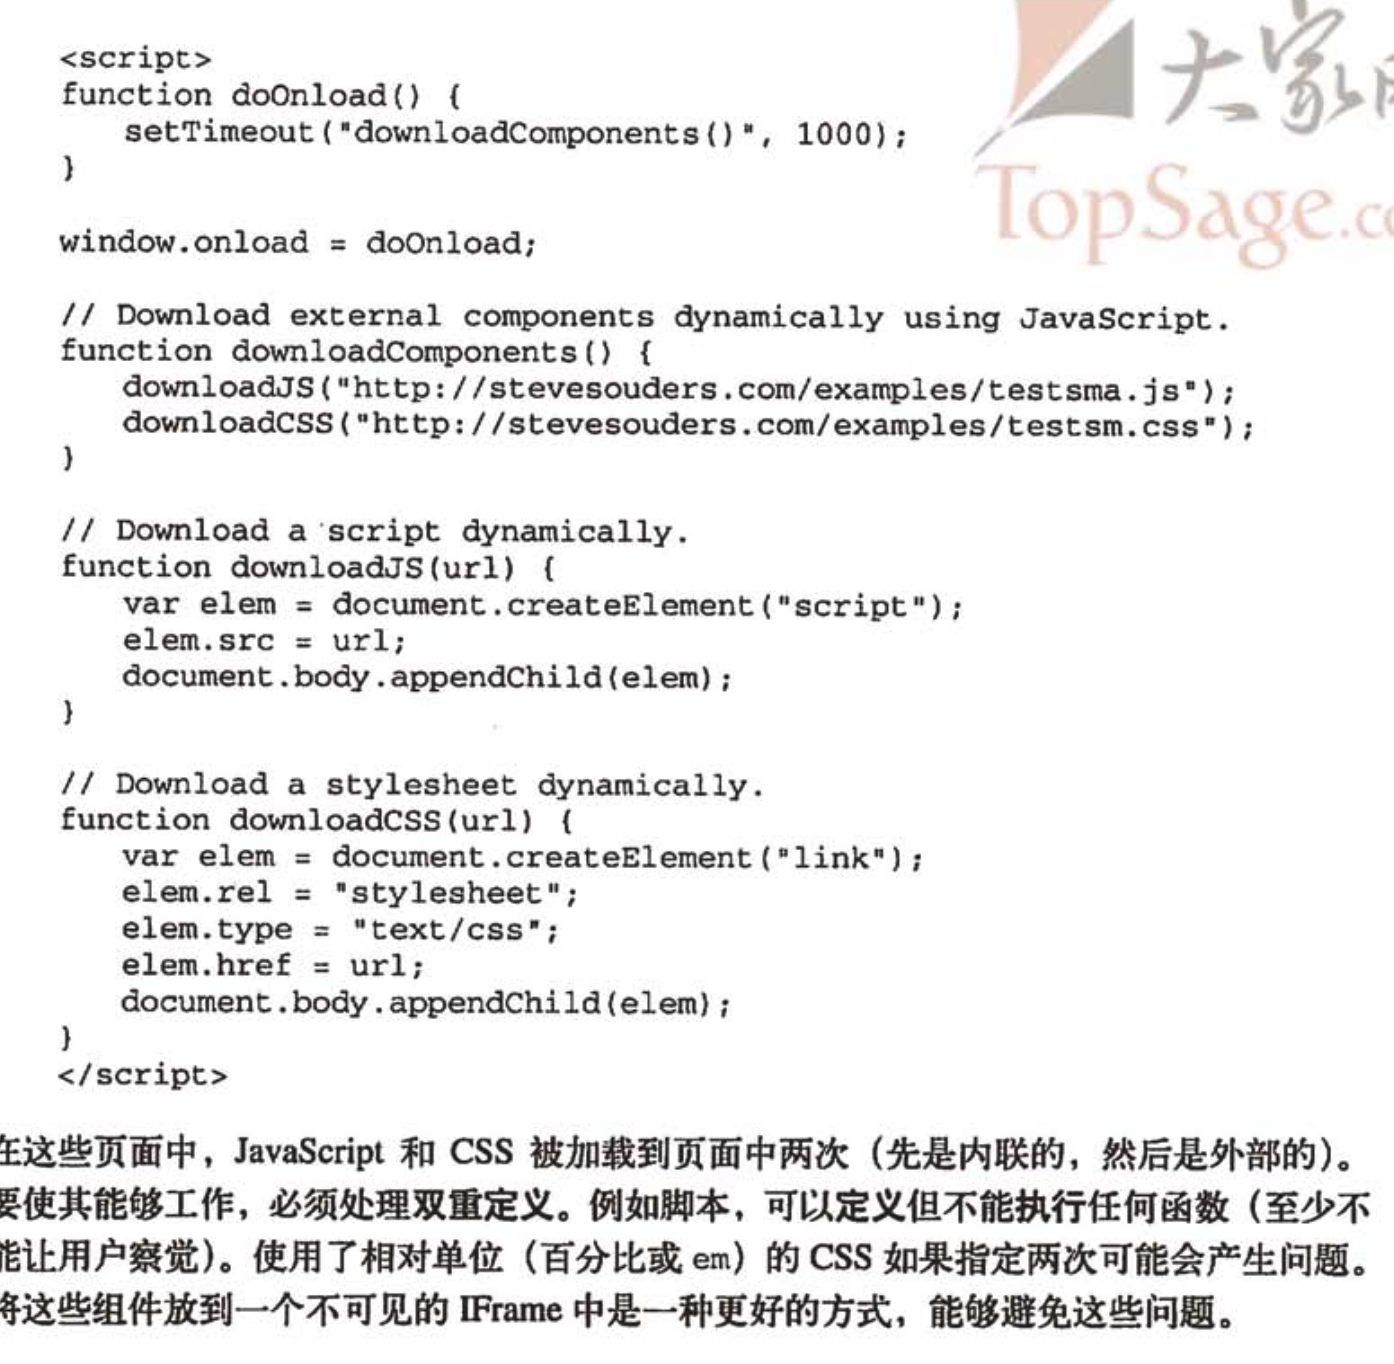 大家
TopSage.co
<script>
function doOnload() {
setTimeout("downloadComponents()", 1000);
}
window.onload = doOnload;
// Download external components dynamically using JavaScript.
function downloadComponents() {
downloadJS("http://stevesouders.com/examples/testsma.js");
downloadCSS("http://stevesouders.com/examples/testsm.css");
}
// Download a script dynamically.
function downloadJS(url) {
var elem = document.createElement("script");
elem.src = url;
document.body.appendChild(elem);
}
// Download a stylesheet dynamically.
function downloadCSS(url) {
var elem = document.createElement("link");
elem.rel = "stylesheet";
elem.type = "text/css";
elem.href = url;
document.body.appendChild(elem);
}
</script>
在这些页面中，JavaScript 和 CSS 被加载到页面中两次（先是内联的，然后是外部的）。
要使其能够工作，必须处理双重定义。例如脚本，可以定义但不能执行任何函数（至少不
能让用户察觉）。使用了相对单位（百分比或 em）的 CSS 如果指定两次可能会产生问题。
将这些组件放到一个不可见的 IFrame 中是一种更好的方式，能够避免这些问题。